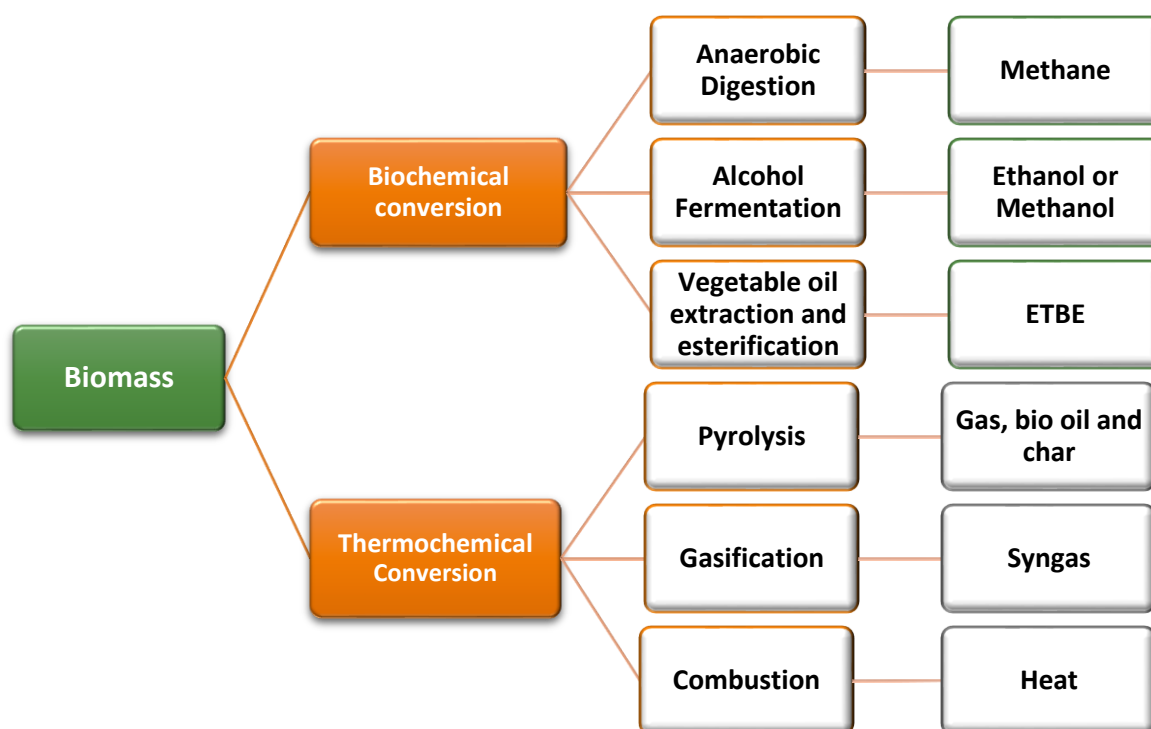 Biomass
Biochemical
conversion
Anaerobic
Digestion
Methane
Alcohol
Fermentation
Ethanol or
Methanol
Vegetable oil
extraction and
esterification
ETBE
Thermochemical
Conversion
Pyrolysis
Gas, bio oil and
char
Gasification
Syngas
Combustion
Heat